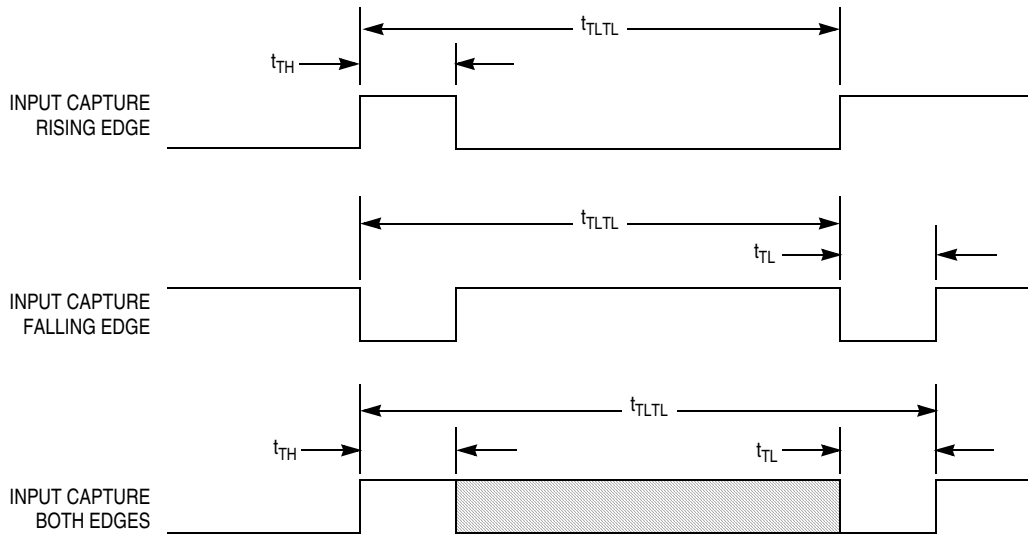 tTLTL
tTH
INPUT CAPTURE
RISING EDGE
tTLTL
tTL
INPUT CAPTURE
FALLING EDGE
tTLTL
tTH
tTL
INPUT CAPTURE
BOTH EDGES